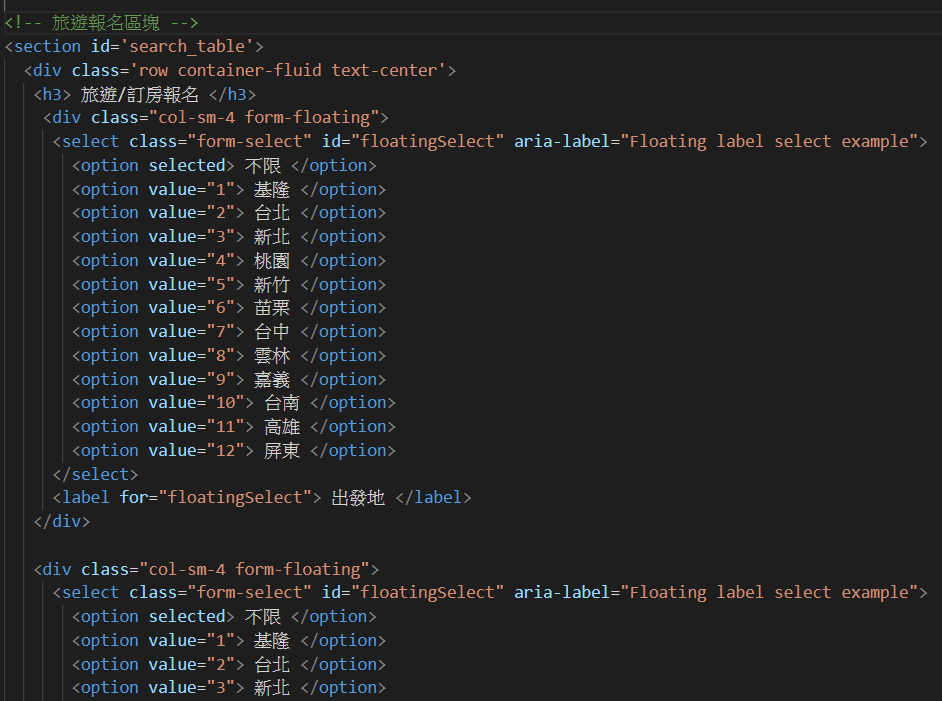 <!-- 旅遊報名區塊 -->
<section id='search_table'>
<div class='row container-fluid text-center'>
<h3> 旅遊/訂房報名 </h3>
<div class="col-sm-4 form-floating">
<select class="form-select" id="floatingSelect" aria-label="Floating label select example">
<option selected> 不限 </option>
<option value="1"> 基隆 </option>
<option value="2"> 台北 </option>
<option value="3"> 新北 </option>
<option value="4"> 桃園 </option>
<option value="5"> 新竹 </option>
<option value="6"> 苗栗 </option>
<option value="7"> 台中 </option>
<option value="8"> 雲林 </option>
<option value="9"> 嘉義 </option>
<option value="10"> 台南 </option>
<option value="11"> 高雄 </option>
<option value="12"> 屏東 </option>
</select>
<label for="floatingSelect"> 出發地 </label>
</div>
<div class="col-sm-4 form-floating">
<select class="form-select" id="floatingSelect" aria-label="Floating label select example">
<option selected> 不限 </option>
<option value="1"> 基隆 </option>
<option value="2"> 台北 </option>
<option value="3"> 新北 </option>